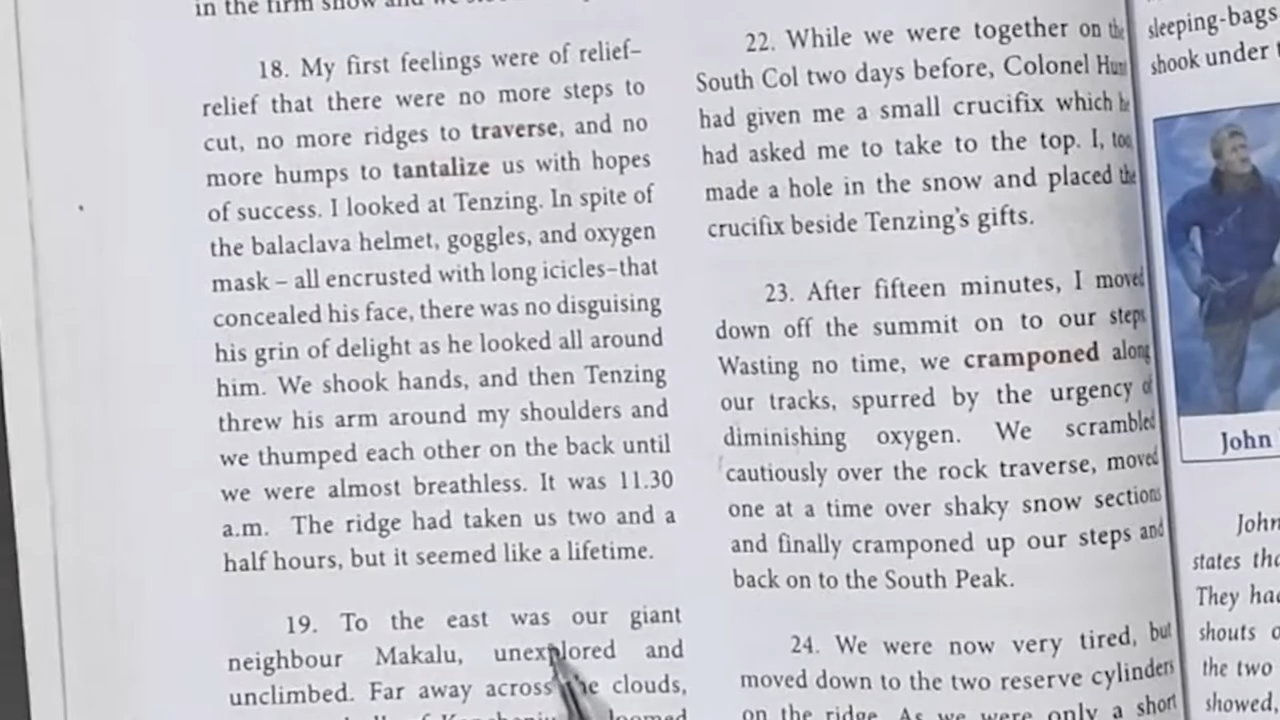 in the firm snow and we
18. My first feelings were of relief–
relief that there were no more steps to
cut, no more ridges to traverse, and no
more humps to tantalize us with hopes
of success. I looked at Tenzing. In spite of
the balaclava helmet, goggles, and oxygen
mask – all encrusted with long icicles–that
concealed his face, there was no disguising
his grin of delight as he looked all around
him. We shook hands, and then Tenzing
threw his arm around my shoulders and
we thumped each other on the back until
we were almost breathless. It was 11.30
a.m. The ridge had taken us two and a
half hours, but it seemed like a lifetime.
19. To the east was our giant
neighbour Makalu, unexplored and
unclimbed. Far away across the clouds,
loomed
22. While we were together on the
South Col two days before, Colonel Hunt
had given me a small crucifix which he
had asked me to take to the top. I, too
made a hole in the snow and placed the
crucifix beside Tenzing's gifts.
23. After fifteen minutes, I moved
down off the summit on to our steps
Wasting no time, we cramponed along
our tracks, spurred by the urgency of
diminishing oxygen. We scrambled
cautiously over the rock traverse, moved
one at a time over shaky snow sections
and finally cramponed up our steps and
back on to the South Peak.
24. We were now very tired, but
moved down to the two reserve cylinders
on the ridge. As we were only a short
sleeping-bags
shook under
John
John
states
They had
shouts
the two
showed,